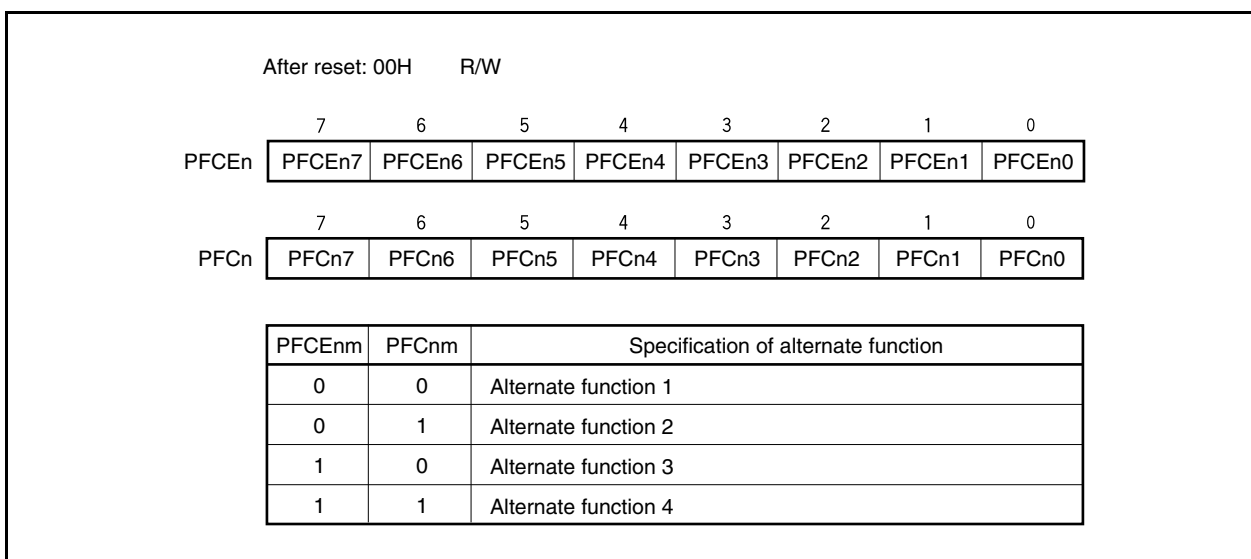 After reset: 00H R/W
7 6 5 4 3 2 1 0
PFCEn PFCEn7 PFCEn6 PFCEn5 PFCEn4 PFCEn3 PFCEn2 PFCEn1 PFCEn0
7 6 5 4 3 2 1 0
PFCn PFCn7 PFCn6 PFCn5 PFCn4 PFCn3 PFCn2 PFCn1 PFCn0
PFCEnm PFCnm Specification of alternate function
0 0 Alternate function 1
0 1 Alternate function 2
1 0 Alternate function 3
1 1 Alternate function 4